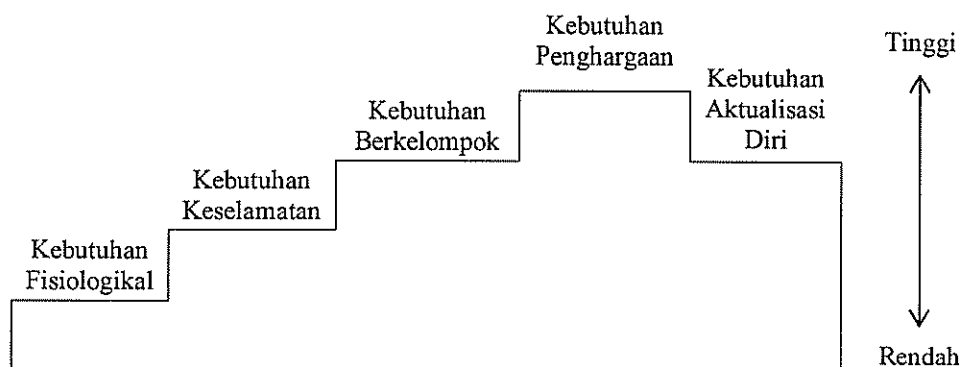 Kebutuhan
Fisiologikal
Kebutuhan
Keselamatan
Kebutuhan
Berkelompok
Kebutuhan
Penghargaan
Kebutuhan
Aktualisasi
Diri
Tinggi
Rendah